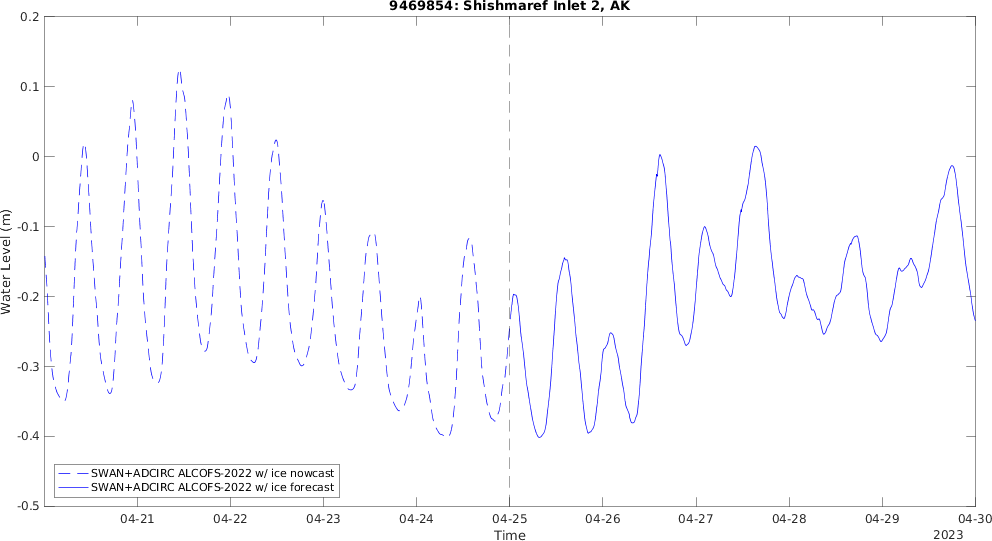 9469854: Shishmaref Inlet 2, AK
Water Level (m)
0.2
0.1
0
-0.1
-0.2
-0.3
-0.4
-0.5
SWAN+ADCIRC ALCOFS-2022 w/ ice nowcast
SWAN+ADCIRC ALCOFS-2022 w/ ice forecast
04-21 04-22 04-23 04-24 04-25 04-26 04-27 04-28 04-29 04-30
Time
2023